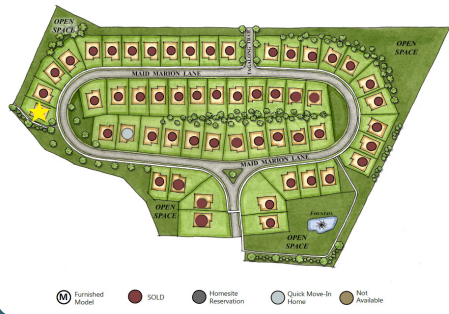 OPEN
SPACE
OPEN SPACE
MAID MARION LANE
MAID MARION LANE
OPEN
SPACE
FOUNTAIN
OPEN
SPACE
M Furnished
Model
SOLD
Homesite
Reservation
Quick Move-In
Home
Not
Available